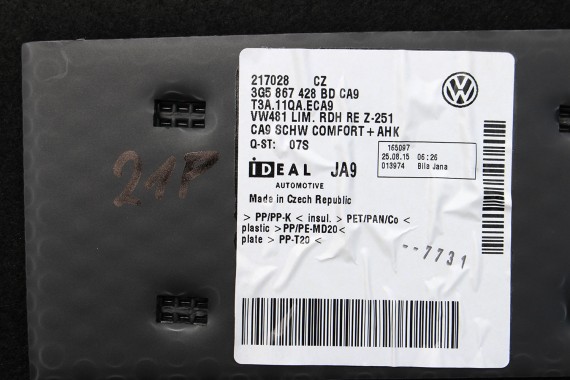 217028 CZ
3G5 867 428 BD CA9
T3A.11QA.ECA9
VW481 LIM. RDH RE Z-251
CA9 SCHW COMFORT + AHK
Q-ST: 07S
165097
25.08.15 06:26
013974 Bila Jana
iDEAL JA9
AUTOMOTIVE
Made in Czech Republic
> PP/PP-K < insul. > PET/PAN/Co <
plastic > PP/PE-MD20<
plate > PP-T20 <
--7731
21P